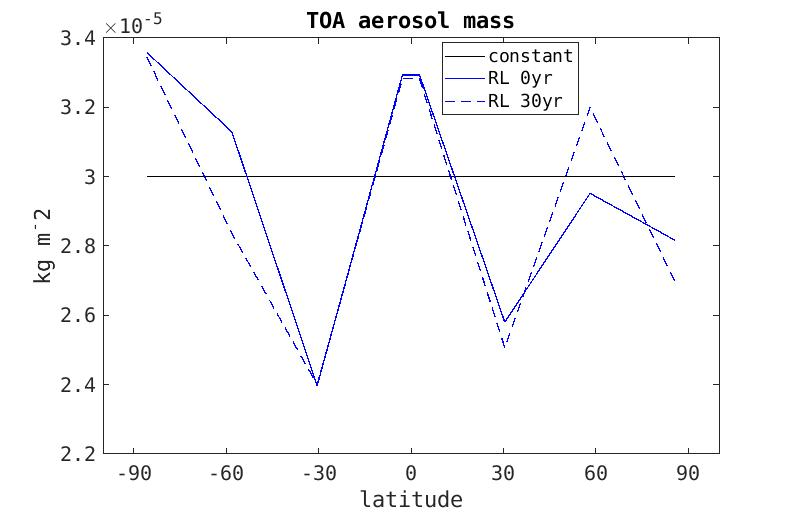 TOA aerosol mass
×10-5
3.4
3.2
3
2.8
2.6
2.4
2.2
kg m-2
constant
RL 0yr
RL 30yr
-90 -60 -30 0 30 60 90
latitude